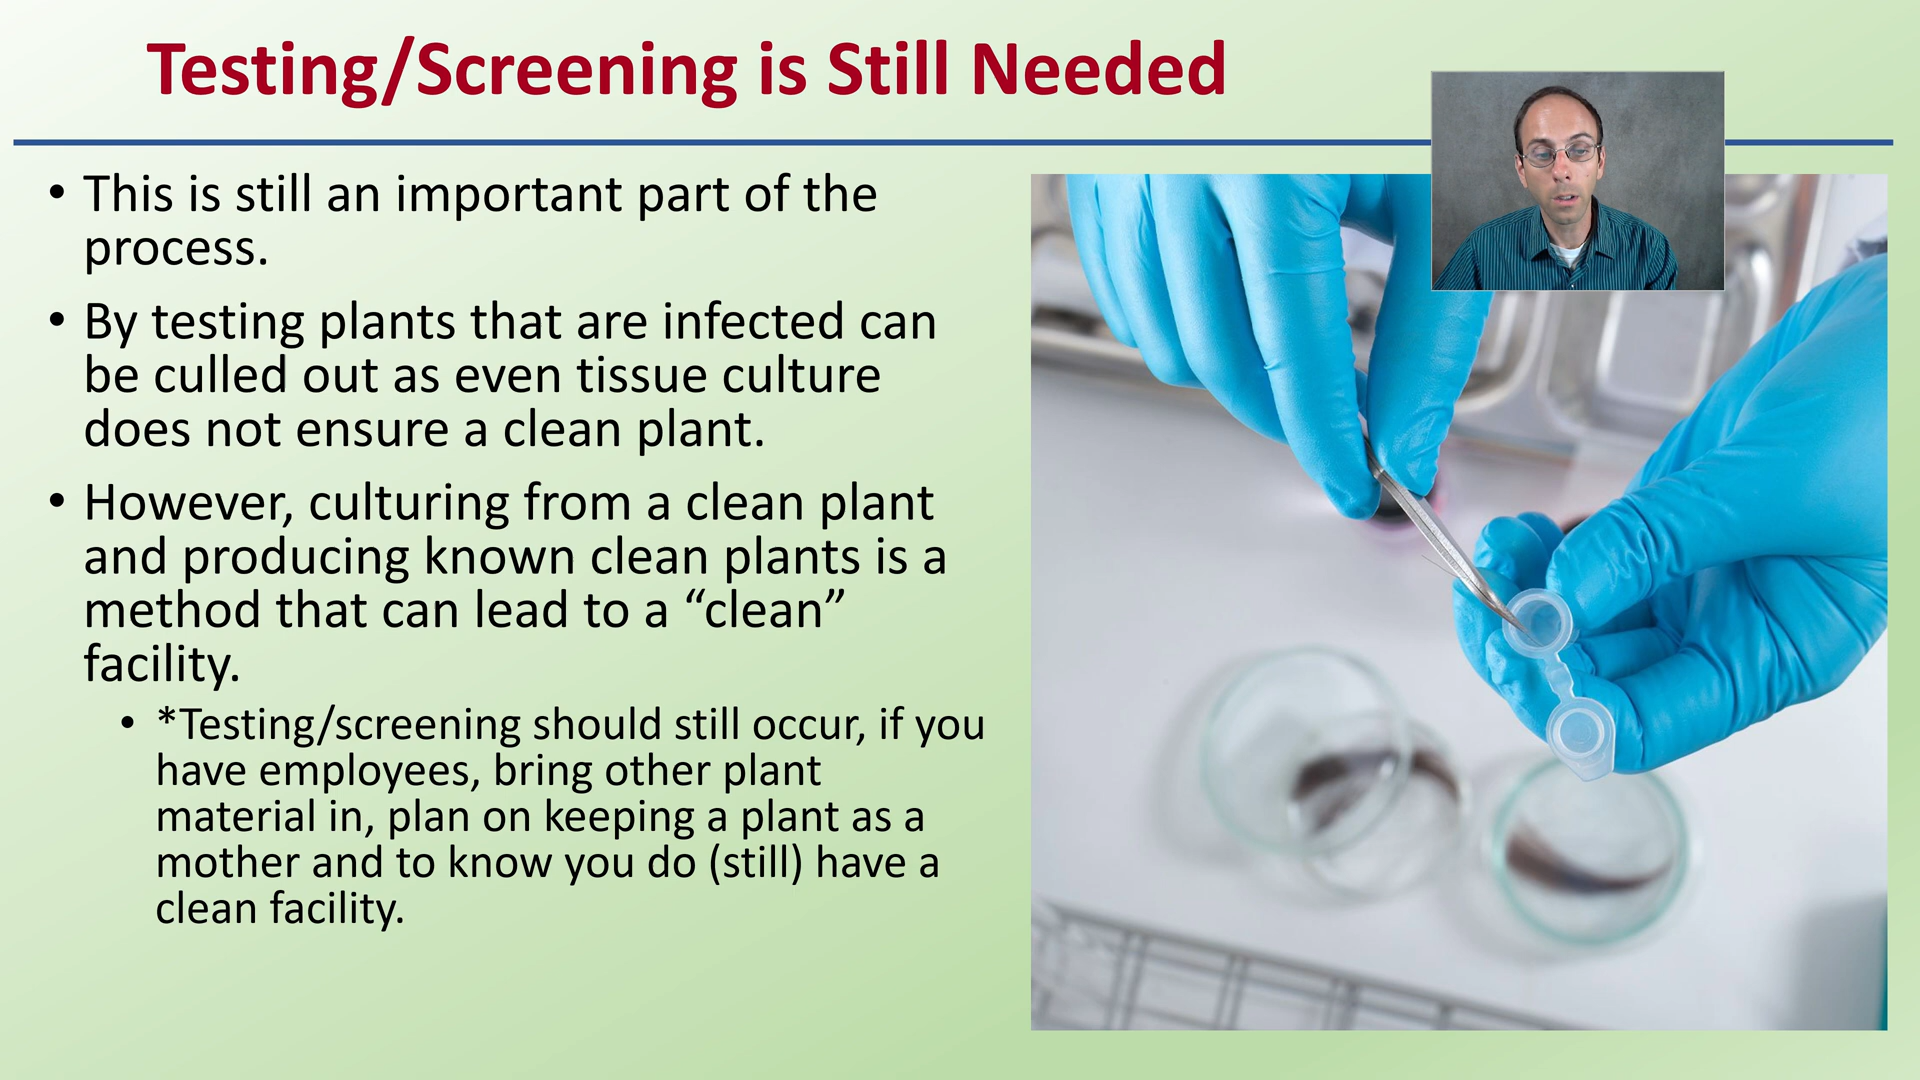 Testing/Screening is Still Needed
• This is still an important part of the
process.
• By testing plants that are infected can
be culled out as even tissue culture
does not ensure a clean plant.
• However, culturing from a clean plant
and producing known clean plants is a
method that can lead to a “clean”
facility.
• *Testing/screening should still occur, if you
have employees, bring other plant
material in, plan on keeping a plant as a
mother and to know you do (still) have a
clean facility.